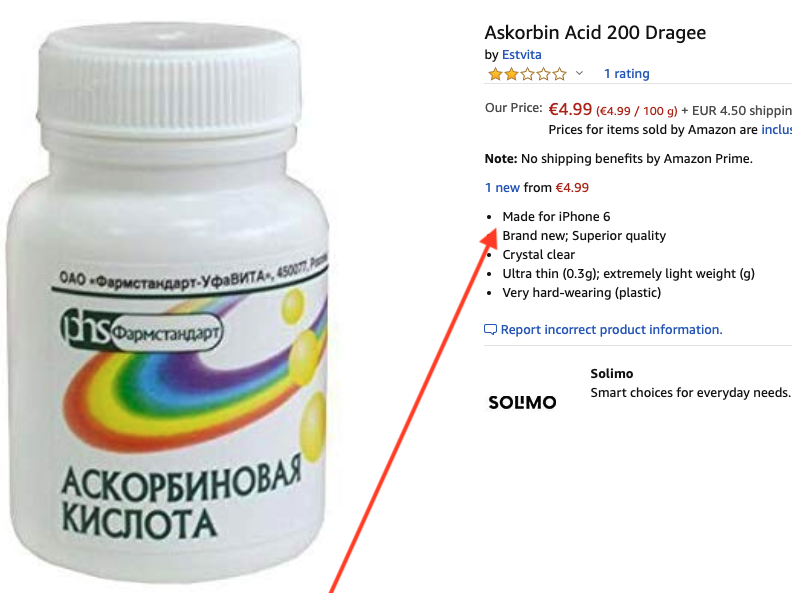 ОАО «Фармстандарт-УфаВИТА», 450077,
phs Фармстандарт
АСКОРБИНОВАЯ
КИСЛОТА
Askorbin Acid 200 Dragee
by Estvita
1 rating
Our Price: €4.99 (€4.99 / 100 g) + EUR 4.50 shippin
Prices for items sold by Amazon are inclus
Note: No shipping benefits by Amazon Prime.
1 new from €4.99
• Made for iPhone 6
• Brand new; Superior quality
• Crystal clear
• Ultra thin (0.3g); extremely light weight (g)
• Very hard-wearing (plastic)
Report incorrect product information.
SOLIMO
Solimo
Smart choices for everyday needs.